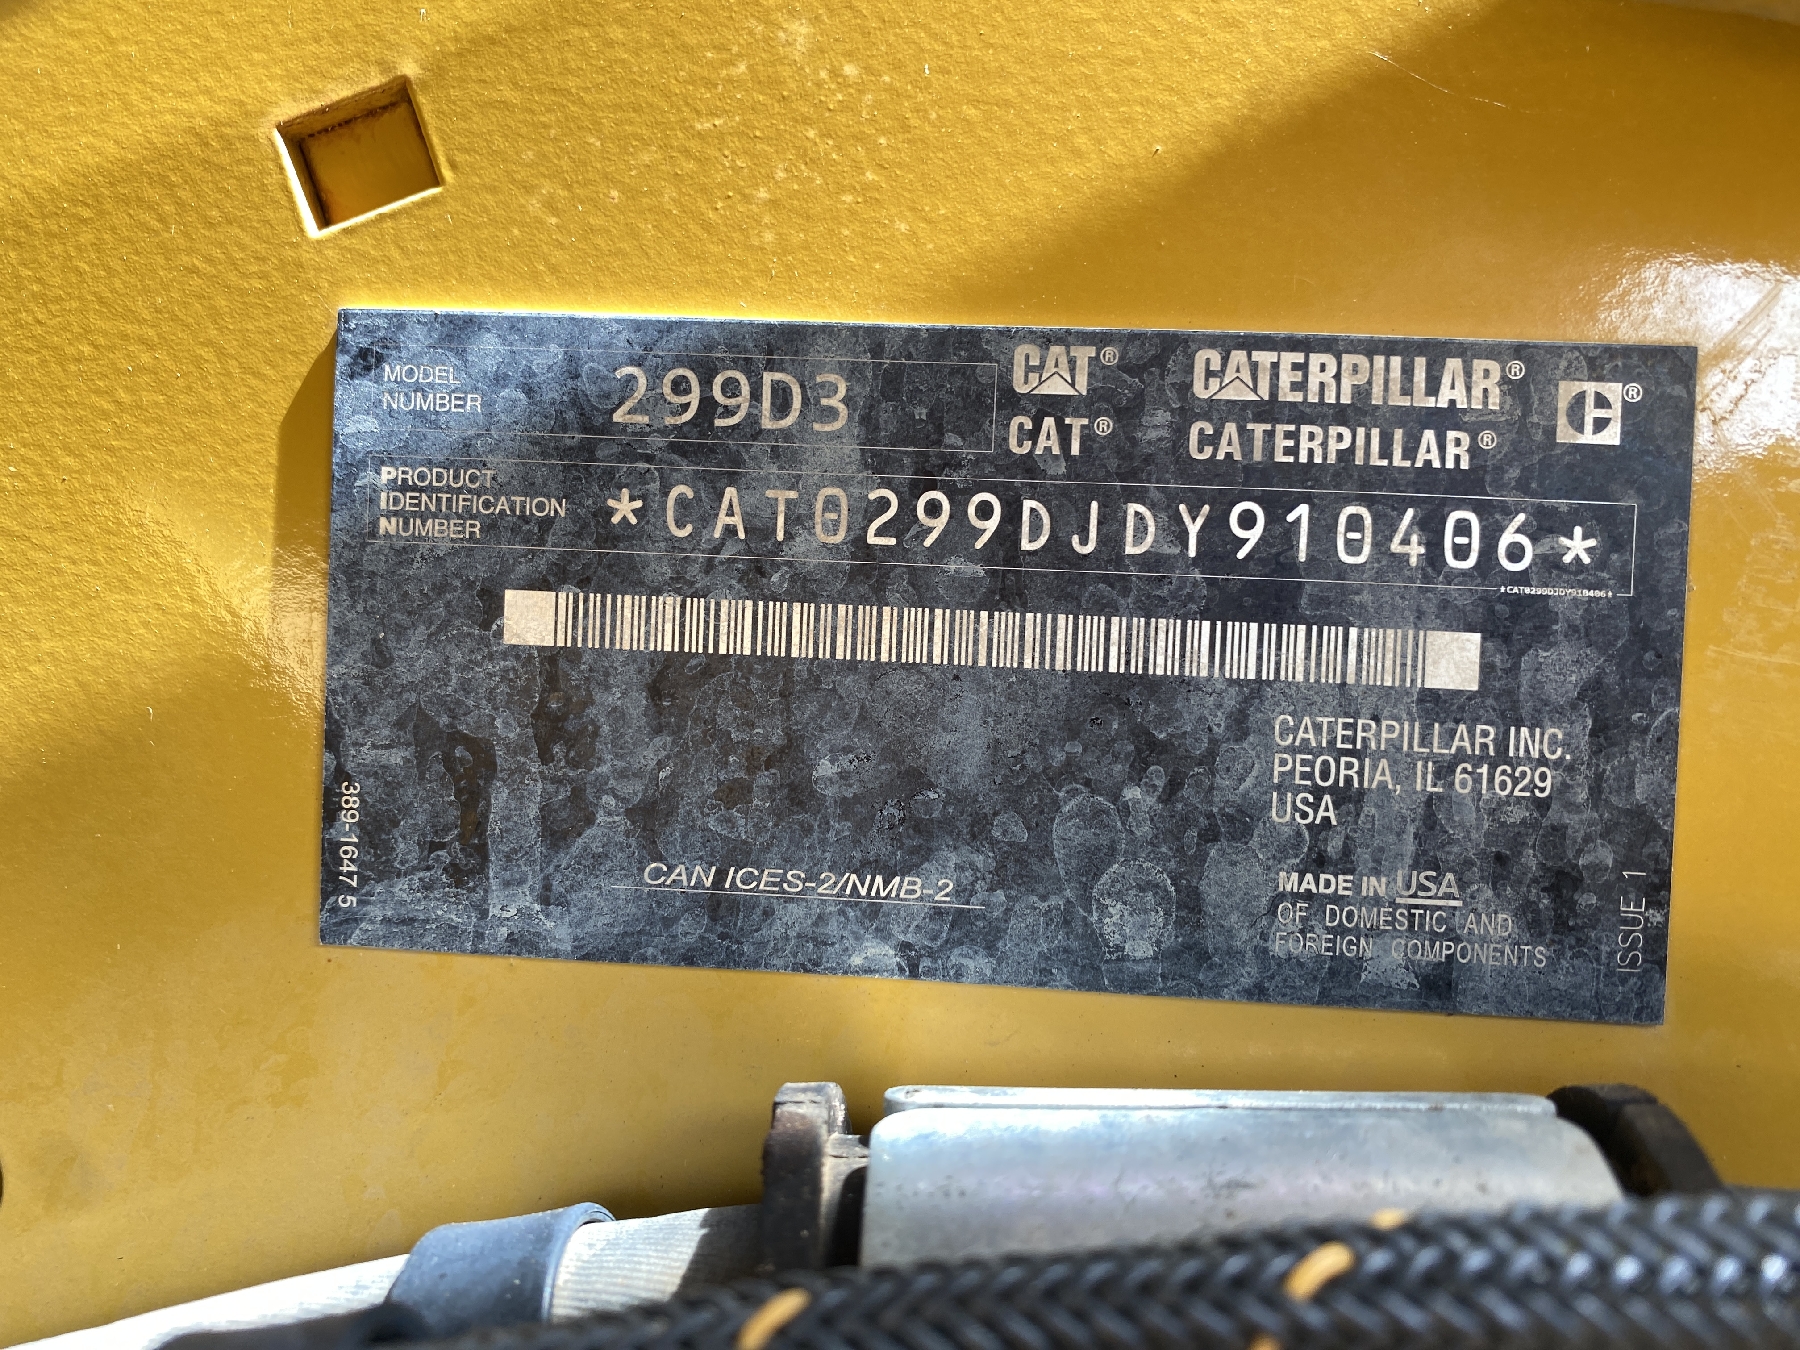 MODEL
NUMBER
299D3
CAT® CATERPILLAR® ®
CAT® CATERPILLAR®
PRODUCT
IDENTIFICATION
NUMBER
*CAT0299DJDY910406*
*CAT0299DJDY910406*
CATERPILLAR INC.
PEORIA, IL 61629
USA
389-1647 5
CAN ICES-2/NMB-2
MADE IN USA
OF DOMESTIC AND
FOREIGN COMPONENTS
ISSUE 1